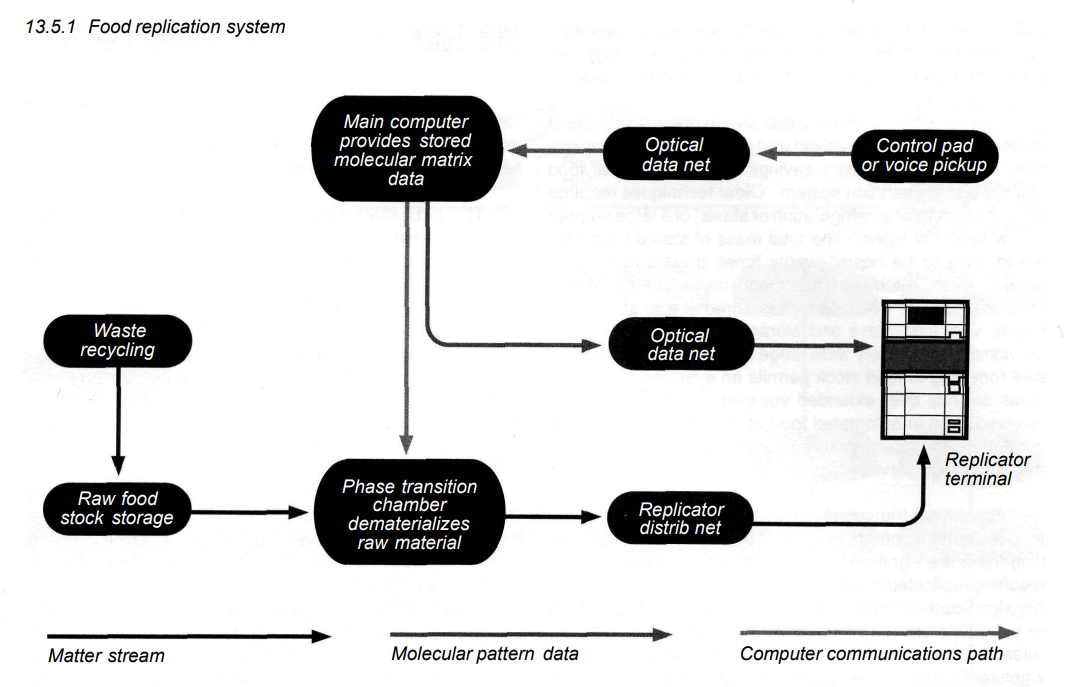 13.5.1 Food replication system
Main computer
provides stored
molecular matrix
data
Optical
data net
Control pad
or voice pickup
Waste
recycling
Optical
data net
Raw food
stock storage
Phase transition
chamber
dematerializes
raw material
Replicator
distrib net
Replicator
terminal
Matter stream
Molecular pattern data
Computer communications path